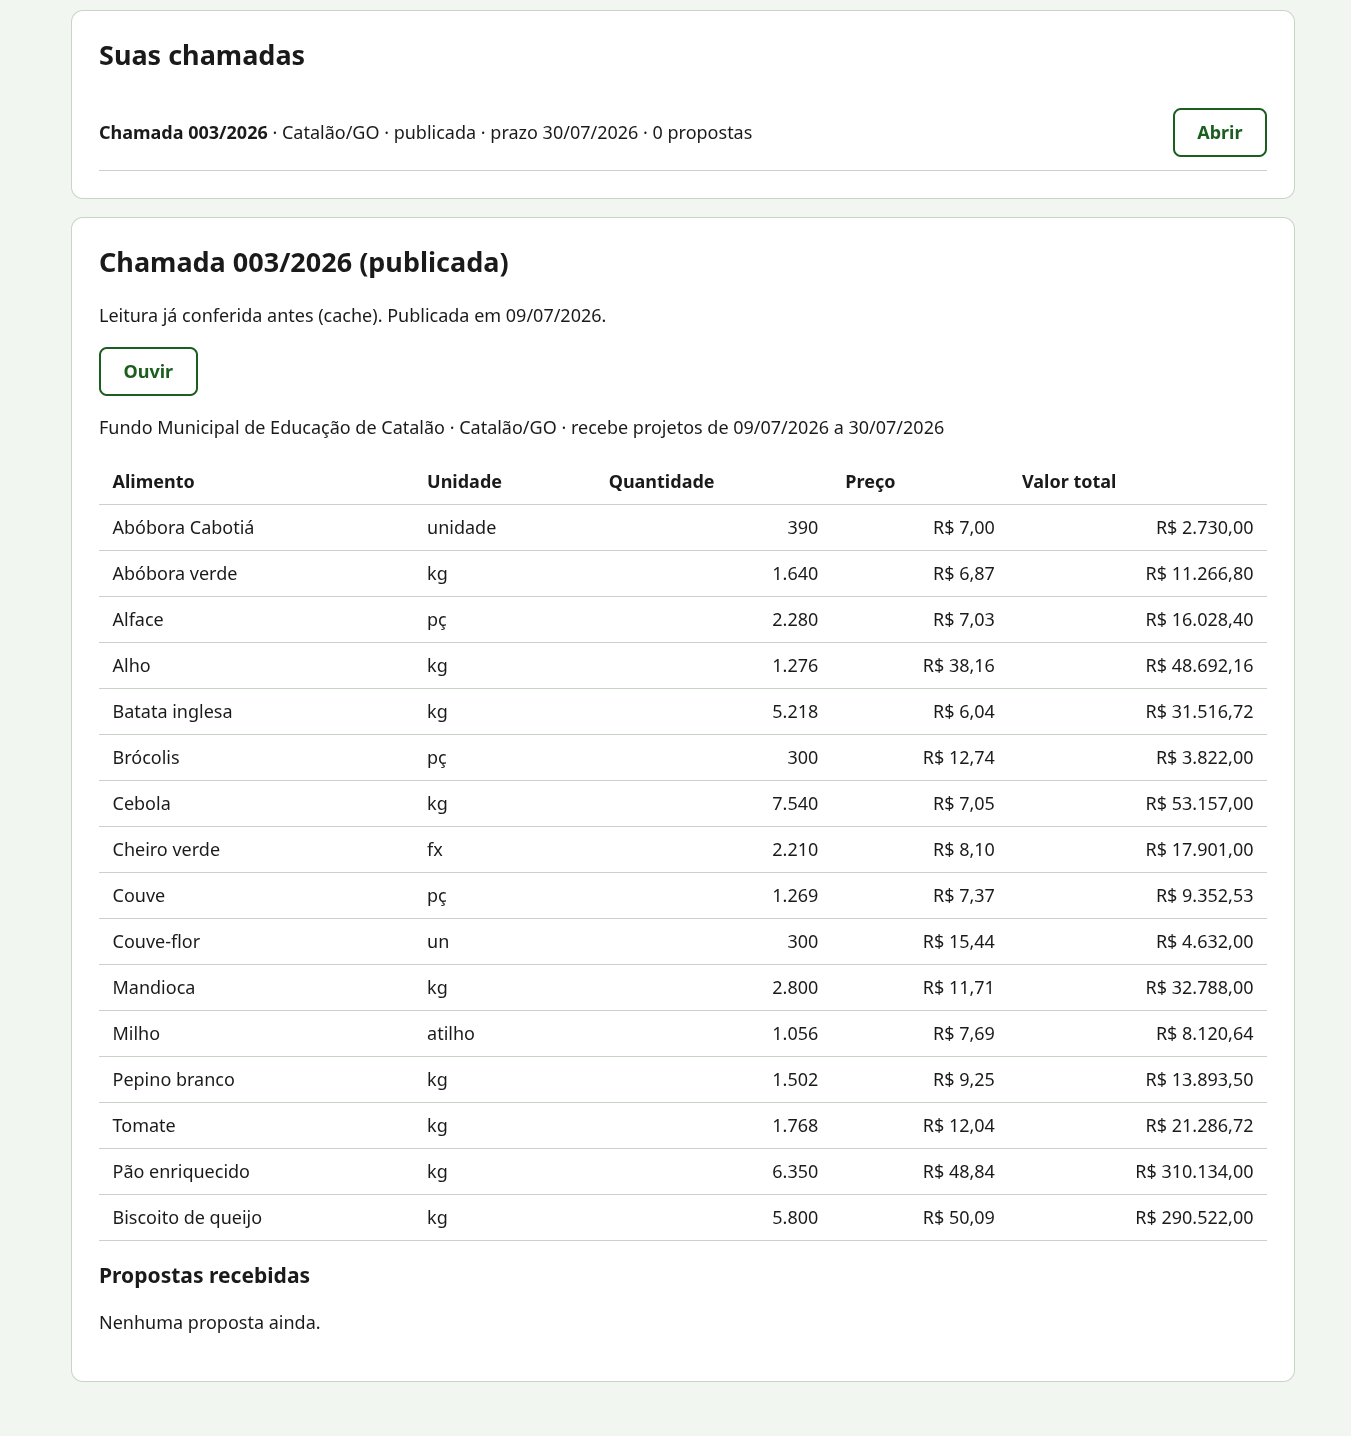 Suas chamadas
Chamada 003/2026 · Catalão/GO · publicada · prazo 30/07/2026 · 0 propostas Abrir
Chamada 003/2026 (publicada)
Leitura já conferida antes (cache). Publicada em 09/07/2026.
Ouvir
Fundo Municipal de Educação de Catalão · Catalão/GO · recebe projetos de 09/07/2026 a 30/07/2026
Alimento Unidade Quantidade Preço Valor total
Abóbora Cabotiá unidade 390 R$ 7,00 R$ 2.730,00
Abóbora verde kg 1.640 R$ 6,87 R$ 11.266,80
Alface pç 2.280 R$ 7,03 R$ 16.028,40
Alho kg 1.276 R$ 38,16 R$ 48.692,16
Batata inglesa kg 5.218 R$ 6,04 R$ 31.516,72
Brócolis pç 300 R$ 12,74 R$ 3.822,00
Cebola kg 7.540 R$ 7,05 R$ 53.157,00
Cheiro verde fx 2.210 R$ 8,10 R$ 17.901,00
Couve pç 1.269 R$ 7,37 R$ 9.352,53
Couve-flor un 300 R$ 15,44 R$ 4.632,00
Mandioca kg 2.800 R$ 11,71 R$ 32.788,00
Milho atilho 1.056 R$ 7,69 R$ 8.120,64
Pepino branco kg 1.502 R$ 9,25 R$ 13.893,50
Tomate kg 1.768 R$ 12,04 R$ 21.286,72
Pão enriquecido kg 6.350 R$ 48,84 R$ 310.134,00
Biscoito de queijo kg 5.800 R$ 50,09 R$ 290.522,00
Propostas recebidas
Nenhuma proposta ainda.